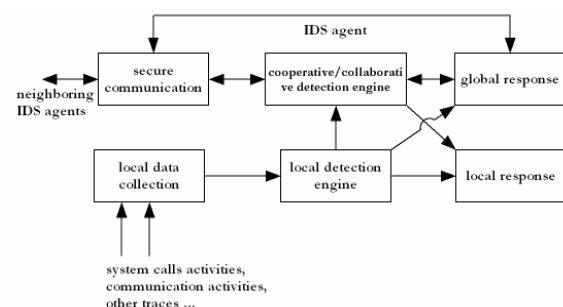 IDS agent
secure
communication
cooperative/collaborati
ve detection engine
global response
neighboring
IDS agents
local data
collection
local detection
engine
local response
system calls activities,
communication activities,
other traces ...